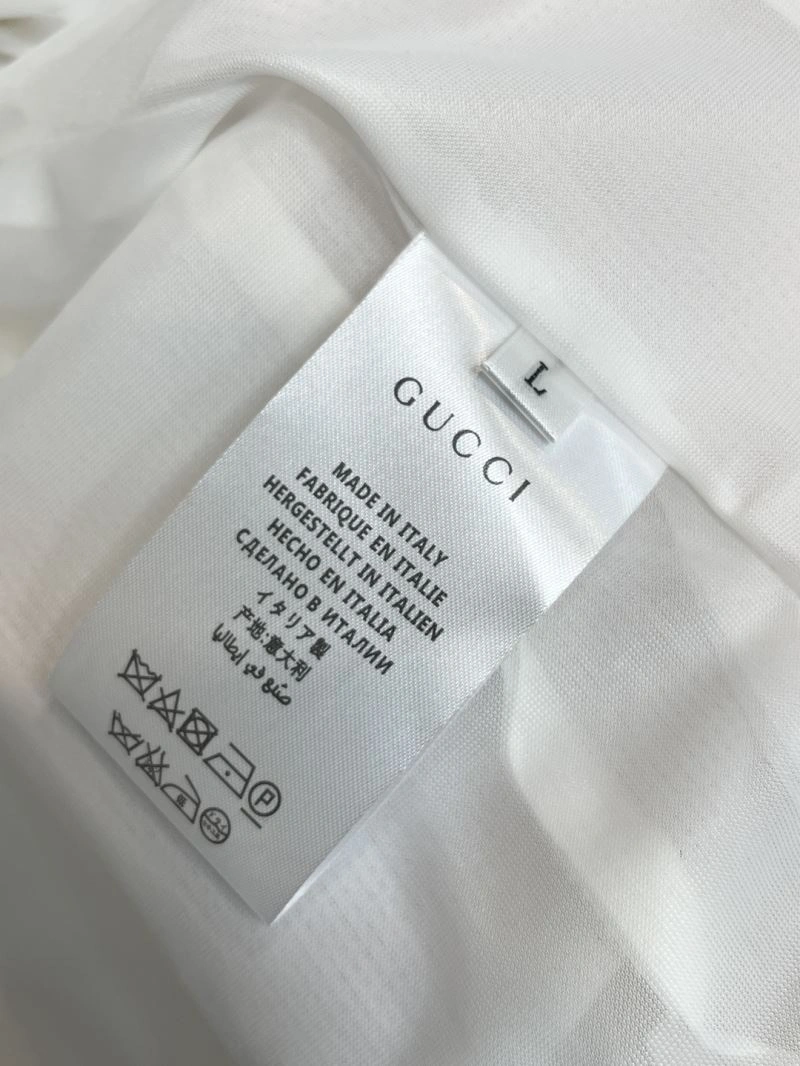 L
GUCCI
MADE IN ITALY
FABRIQUE EN ITALIE
HERGESTELLT IN ITALIEN
HECHO EN ITALIA
СДЕЛАНО В ИТАЛИИ
イタリア製
产地:意大利
صنع في إيطاليا
P